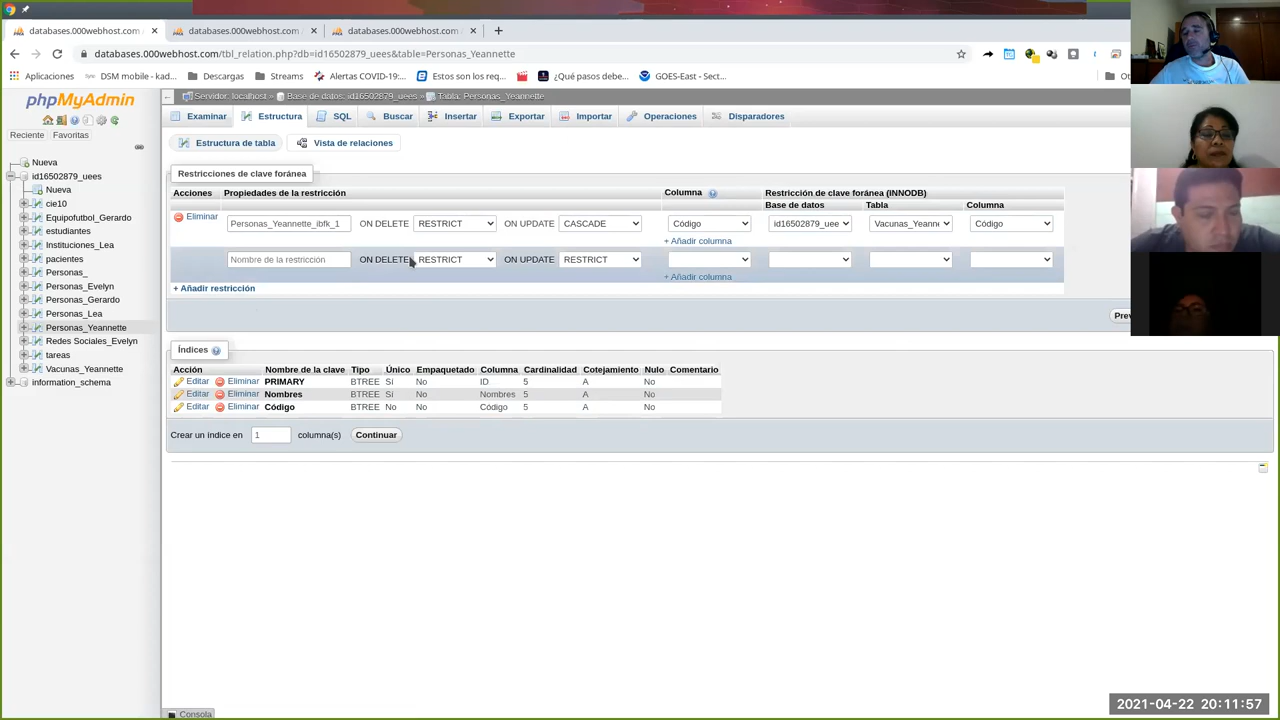 databases.000webhost.com
databases.000webhost.com
databases.000webhost.com
databases.000webhost.com/tbl_relation.php?db=id16502879_uees&table=Personas_Yeannette
Aplicaciones DSM mobile - kad... Descargas Streams Alertas COVID-19:... Estos son los req... ¿Qué pasos debe... GOES-East - Sect...
phpMyAdmin
Reciente Favoritas
Nueva
id16502879_uees
Nueva
cie10
Equipofutbol_Gerardo
estudiantes
Instituciones_Lea
pacientes
Personas_
Personas_Evelyn
Personas_Gerardo
Personas_Lea
Personas_Yeannette
Redes Sociales_Evelyn
tareas
Vacunas_Yeannette
information_schema
Servidor: localhost » Base de datos: id16502879_uees » Tabla: Personas_Yeannette
Examinar Estructura SQL Buscar Insertar Exportar Importar Operaciones Disparadores
Estructura de tabla Vista de relaciones
Restricciones de clave foránea
Acciones Propiedades de la restricción Columna Restricción de clave foránea (INNODB)
Base de datos Tabla Columna
Eliminar Personas_Yeannette_ibfk_1 ON DELETE RESTRICT ON UPDATE CASCADE Código id16502879_uee Vacunas_Yeann Código
+ Añadir columna
Nombre de la restricción ON DELETE RESTRICT ON UPDATE RESTRICT
+ Añadir columna
+ Añadir restricción
Prev
Índices
Acción Nombre de la clave Tipo Único Empaquetado Columna Cardinalidad Cotejamiento Nulo Comentario
Editar Eliminar PRIMARY BTREE Sí No ID 5 A No
Editar Eliminar Nombres BTREE Sí No Nombres 5 A No
Editar Eliminar Código BTREE No No Código 5 A No
Crear un índice en 1 columna(s) Continuar
Consola
2021-04-22 20:11:57